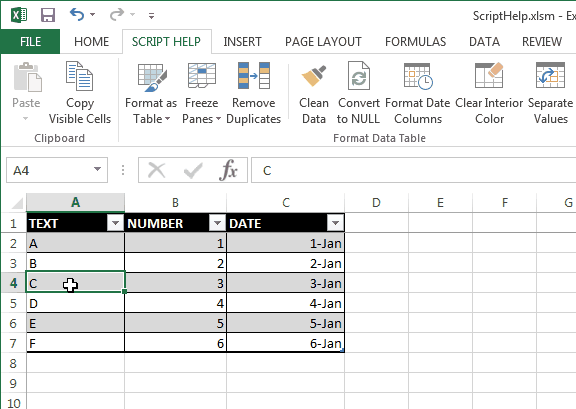 ScriptHelp.xlsm - Ex
FILE HOME SCRIPT HELP INSERT PAGE LAYOUT FORMULAS DATA REVIEW
Paste Copy Visible Cells Format as Table Freeze Panes Remove Duplicates Clean Data Convert to NULL Format Date Columns Clear Interior Color Separate Values
Clipboard Format Data Table
A4 fx C
A B C D E F G
1 TEXT NUMBER DATE
2 A 1 1-Jan
3 B 2 2-Jan
4 C 3 3-Jan
5 D 4 4-Jan
6 E 5 5-Jan
7 F 6 6-Jan
8
9
10